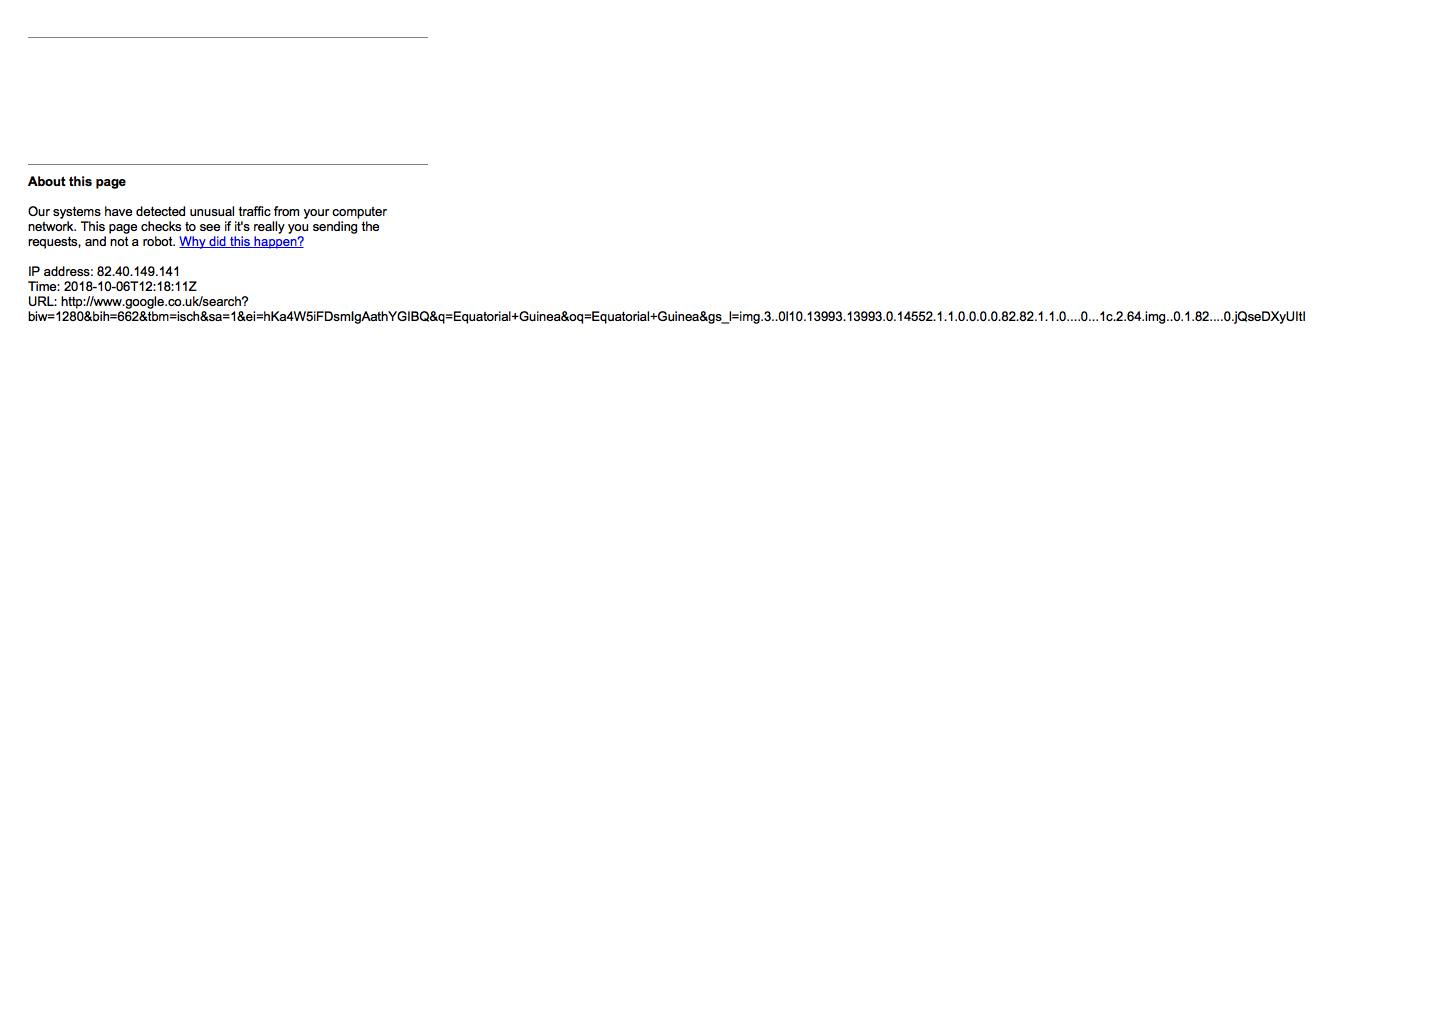 About this page
Our systems have detected unusual traffic from your computer
network. This page checks to see if it's really you sending the
requests, and not a robot. Why did this happen?
IP address: 82.40.149.141
Time: 2018-10-06T12:18:11Z
URL: http://www.google.co.uk/search?
biw=1280&bih=662&tbm=isch&sa=1&ei=hKa4W5iFDsmIgAathYGIBQ&q=Equatorial+Guinea&oq=Equatorial+Guinea&gs_l=img.3..0l10.13993.13993.0.14552.1.1.0.0.0.0.82.82.1.1.0....0...1c.2.64.img..0.1.82....0.jQseDXyUItI